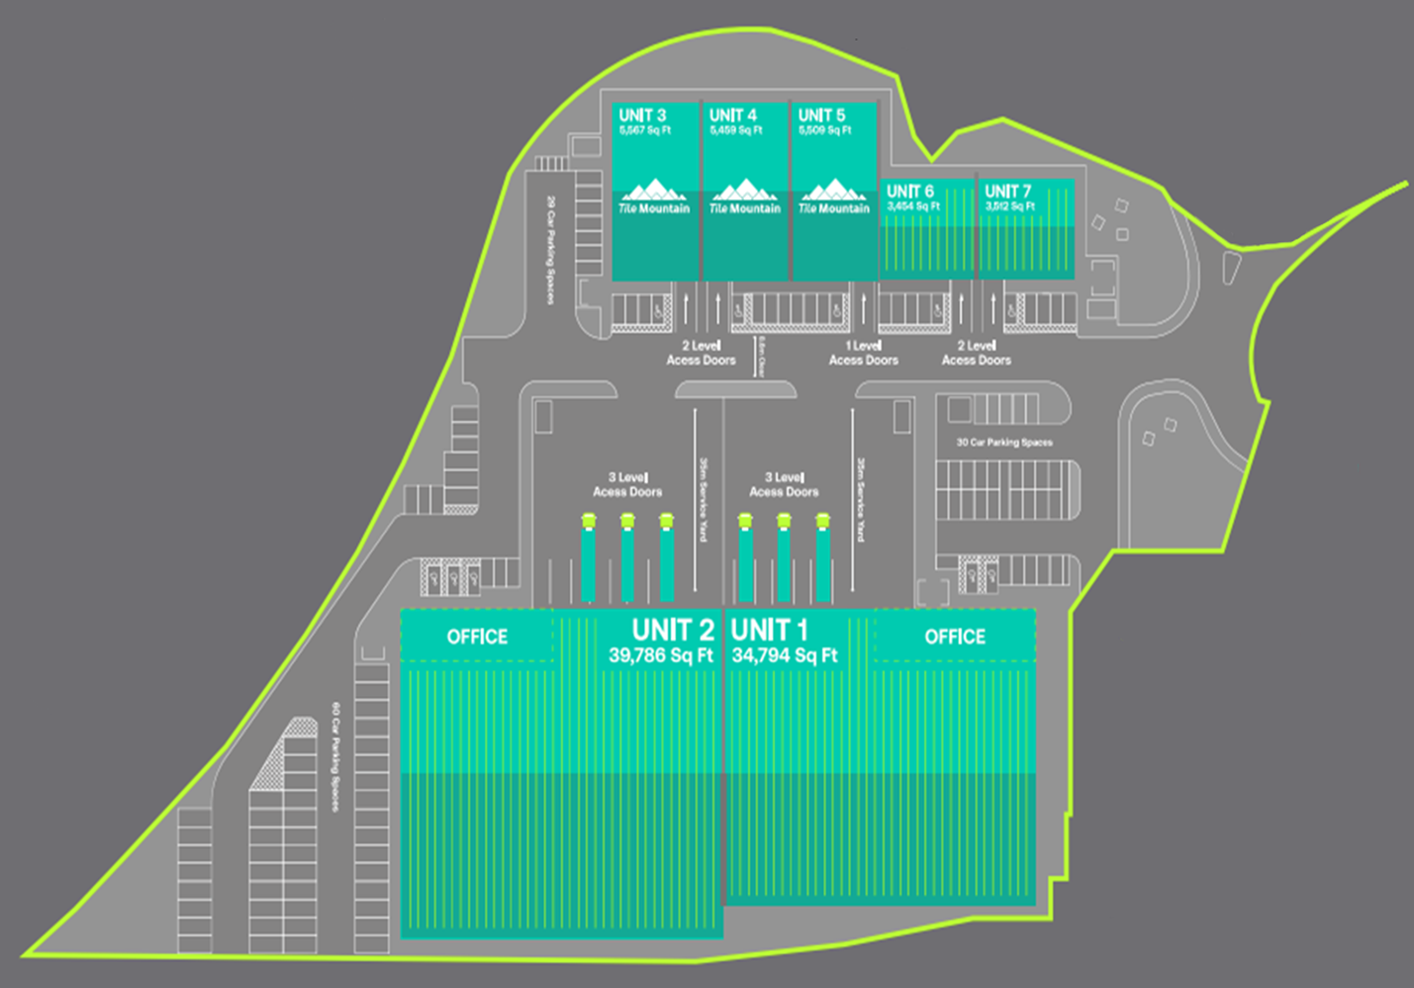 UNIT 3
5,567 Sq Ft
UNIT 4
5,459 Sq Ft
UNIT 5
5,509 Sq Ft
Tile Mountain
Tile Mountain
Tile Mountain
UNIT 6
3,454 Sq Ft
UNIT 7
3,512 Sq Ft
29 Car Parking Spaces
2 Level
Acess Doors
1 Level
Acess Doors
2 Level
Acess Doors
30 Car Parking Spaces
3 Level
Acess Doors
35m Service Yard
3 Level
Acess Doors
35m Service Yard
OFFICE
UNIT 2
39,786 Sq Ft
UNIT 1
34,794 Sq Ft
OFFICE
60 Car Parking Spaces